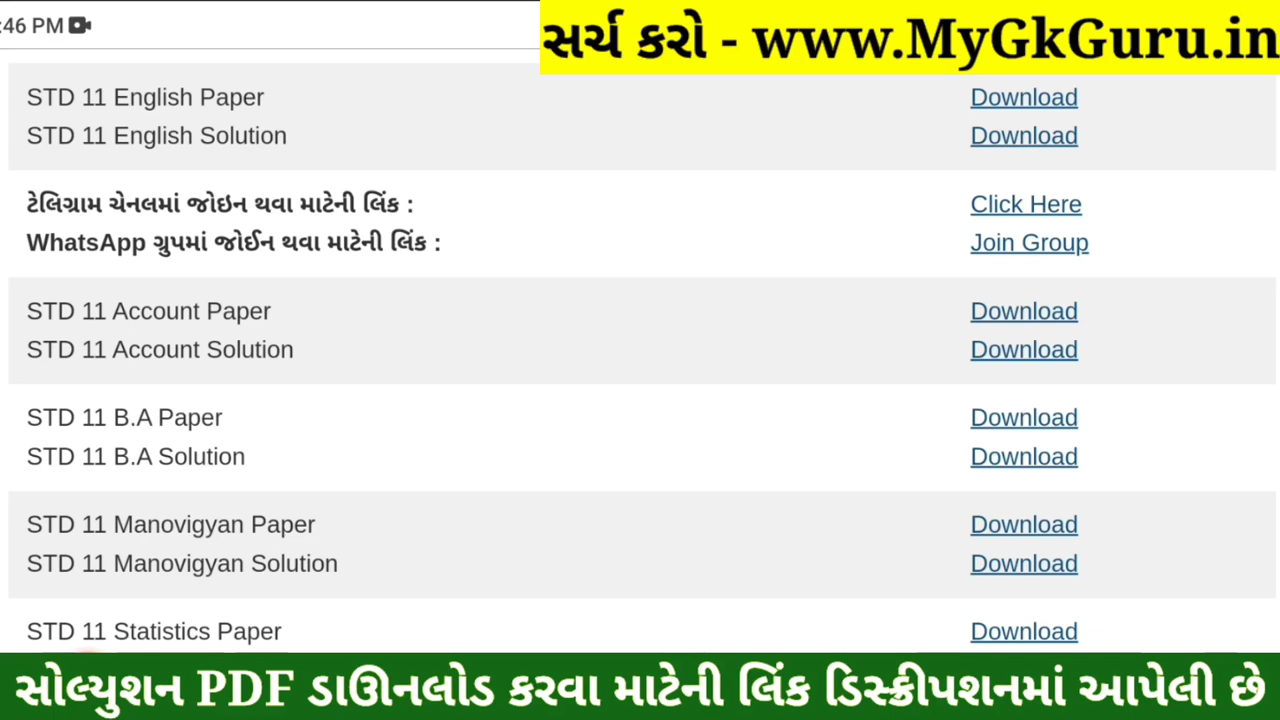 :46 PM
સર્ચ કરો - www.MyGkGuru.in
STD 11 English Paper Download
STD 11 English Solution Download
ટેલિગ્રામ ચેનલમાં જોઇન થવા માટેની લિંક : Click Here
WhatsApp ગ્રુપમાં જોઈન થવા માટેની લિંક : Join Group
STD 11 Account Paper Download
STD 11 Account Solution Download
STD 11 B.A Paper Download
STD 11 B.A Solution Download
STD 11 Manovigyan Paper Download
STD 11 Manovigyan Solution Download
STD 11 Statistics Paper Download
સોલ્યુશન PDF ડાઊનલોડ કરવા માટેની લિંક ડિસ્ક્રીપશનમાં આપેલી છે